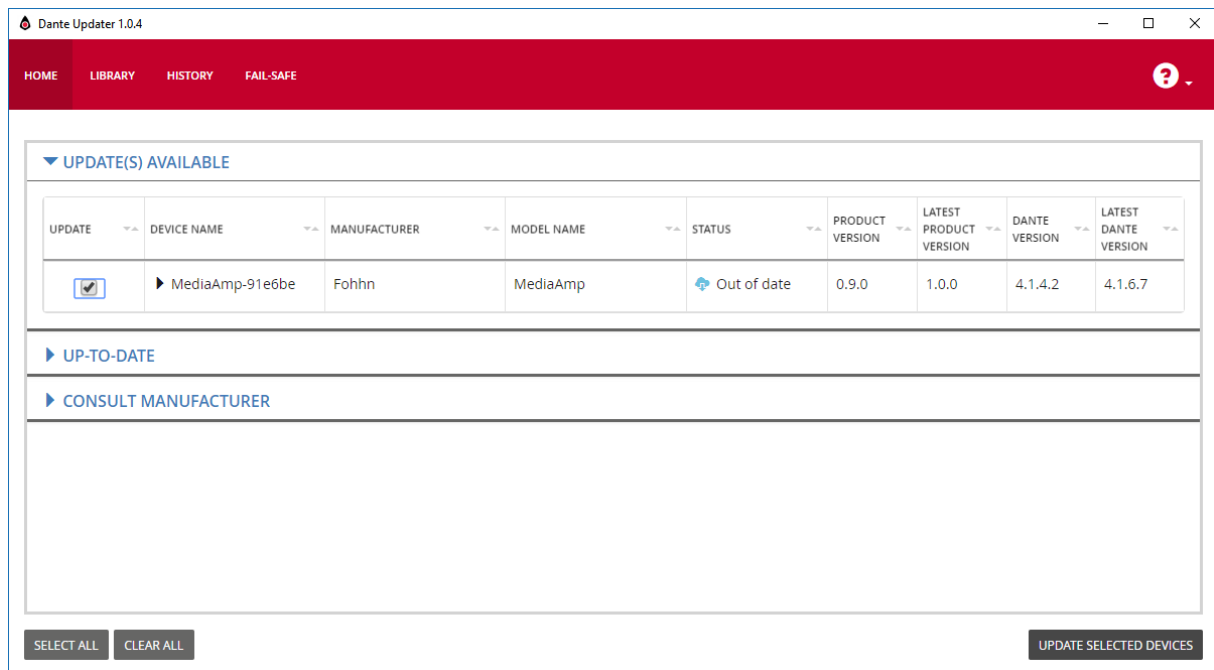 Dante Updater 1.0.4
HOME LIBRARY HISTORY FAIL-SAFE ?
UPDATE(S) AVAILABLE
UPDATE DEVICE NAME MANUFACTURER MODEL NAME STATUS PRODUCT VERSION LATEST PRODUCT VERSION DANTE VERSION LATEST DANTE VERSION
MediaAmp-91e6be Fohhn MediaAmp Out of date 0.9.0 1.0.0 4.1.4.2 4.1.6.7
UP-TO-DATE
CONSULT MANUFACTURER
SELECT ALL CLEAR ALL UPDATE SELECTED DEVICES